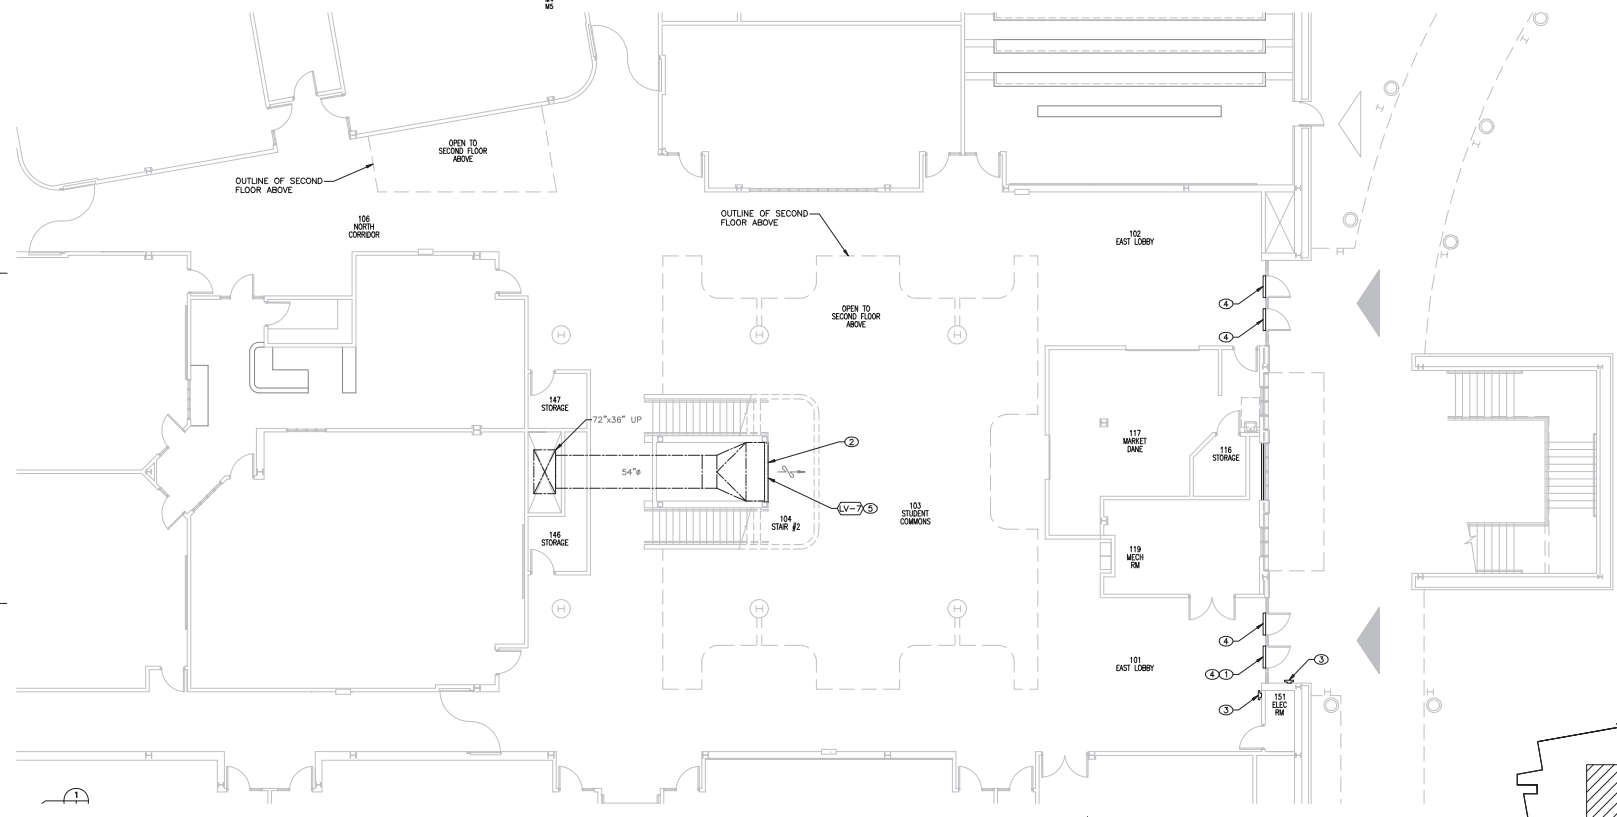 M5
OPEN TO
SECOND FLOOR
ABOVE
OUTLINE OF SECOND
FLOOR ABOVE
106
NORTH
CORRIDOR
OUTLINE OF SECOND
FLOOR ABOVE
102
EAST LOBBY
OPEN TO
SECOND FLOOR
ABOVE
4
4
147
STORAGE
72"x36" UP
54"ø
2
117
MARKET
DANE
116
STORAGE
LV-7 5
103
STUDENT
COMMONS
104
STAIR #2
146
STORAGE
119
MECH
RM
4
101
EAST LOBBY
3
4 1
151
ELEC
RM
3
1